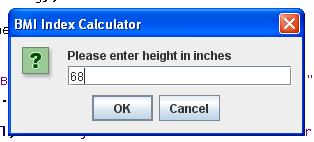 BMI Index Calculator
Please enter height in inches
68
OK
Cancel